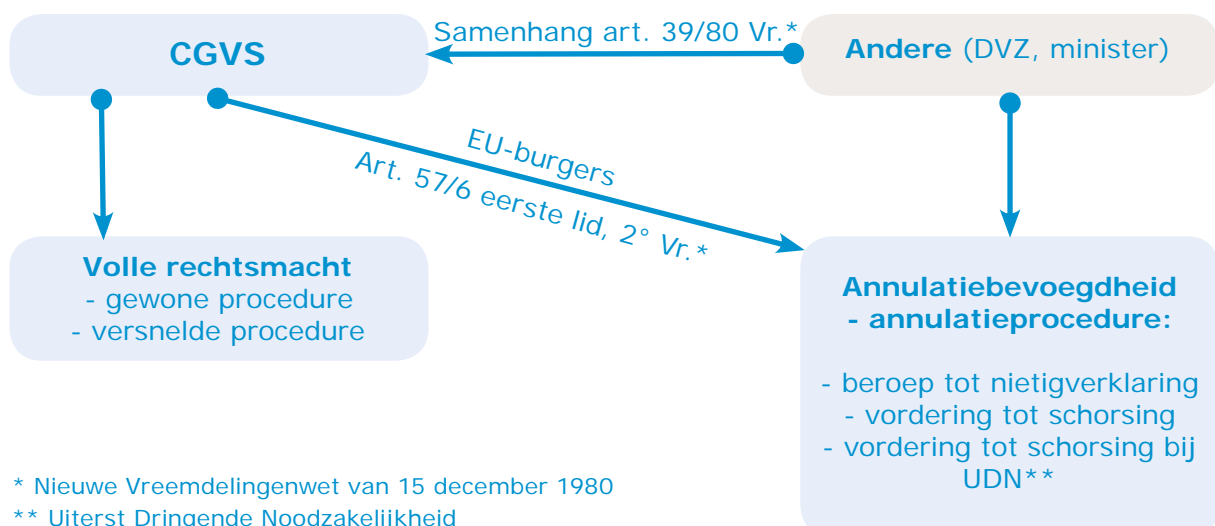 Samenhang art. 39/80 Vr.*
CGVS
Andere (DVZ, minister)
EU-burgers
Art. 57/6 eerste lid, 2° Vr.*
Volle rechtsmacht
- gewone procedure
- versnelde procedure
Annulatiebevoegdheid
- annulatieprocedure:
- beroep tot nietigverklaring
- vordering tot schorsing
- vordering tot schorsing bij
UDN**
* Nieuwe Vreemdelingenwet van 15 december 1980
** Uiterst Dringende Noodzakelijkheid